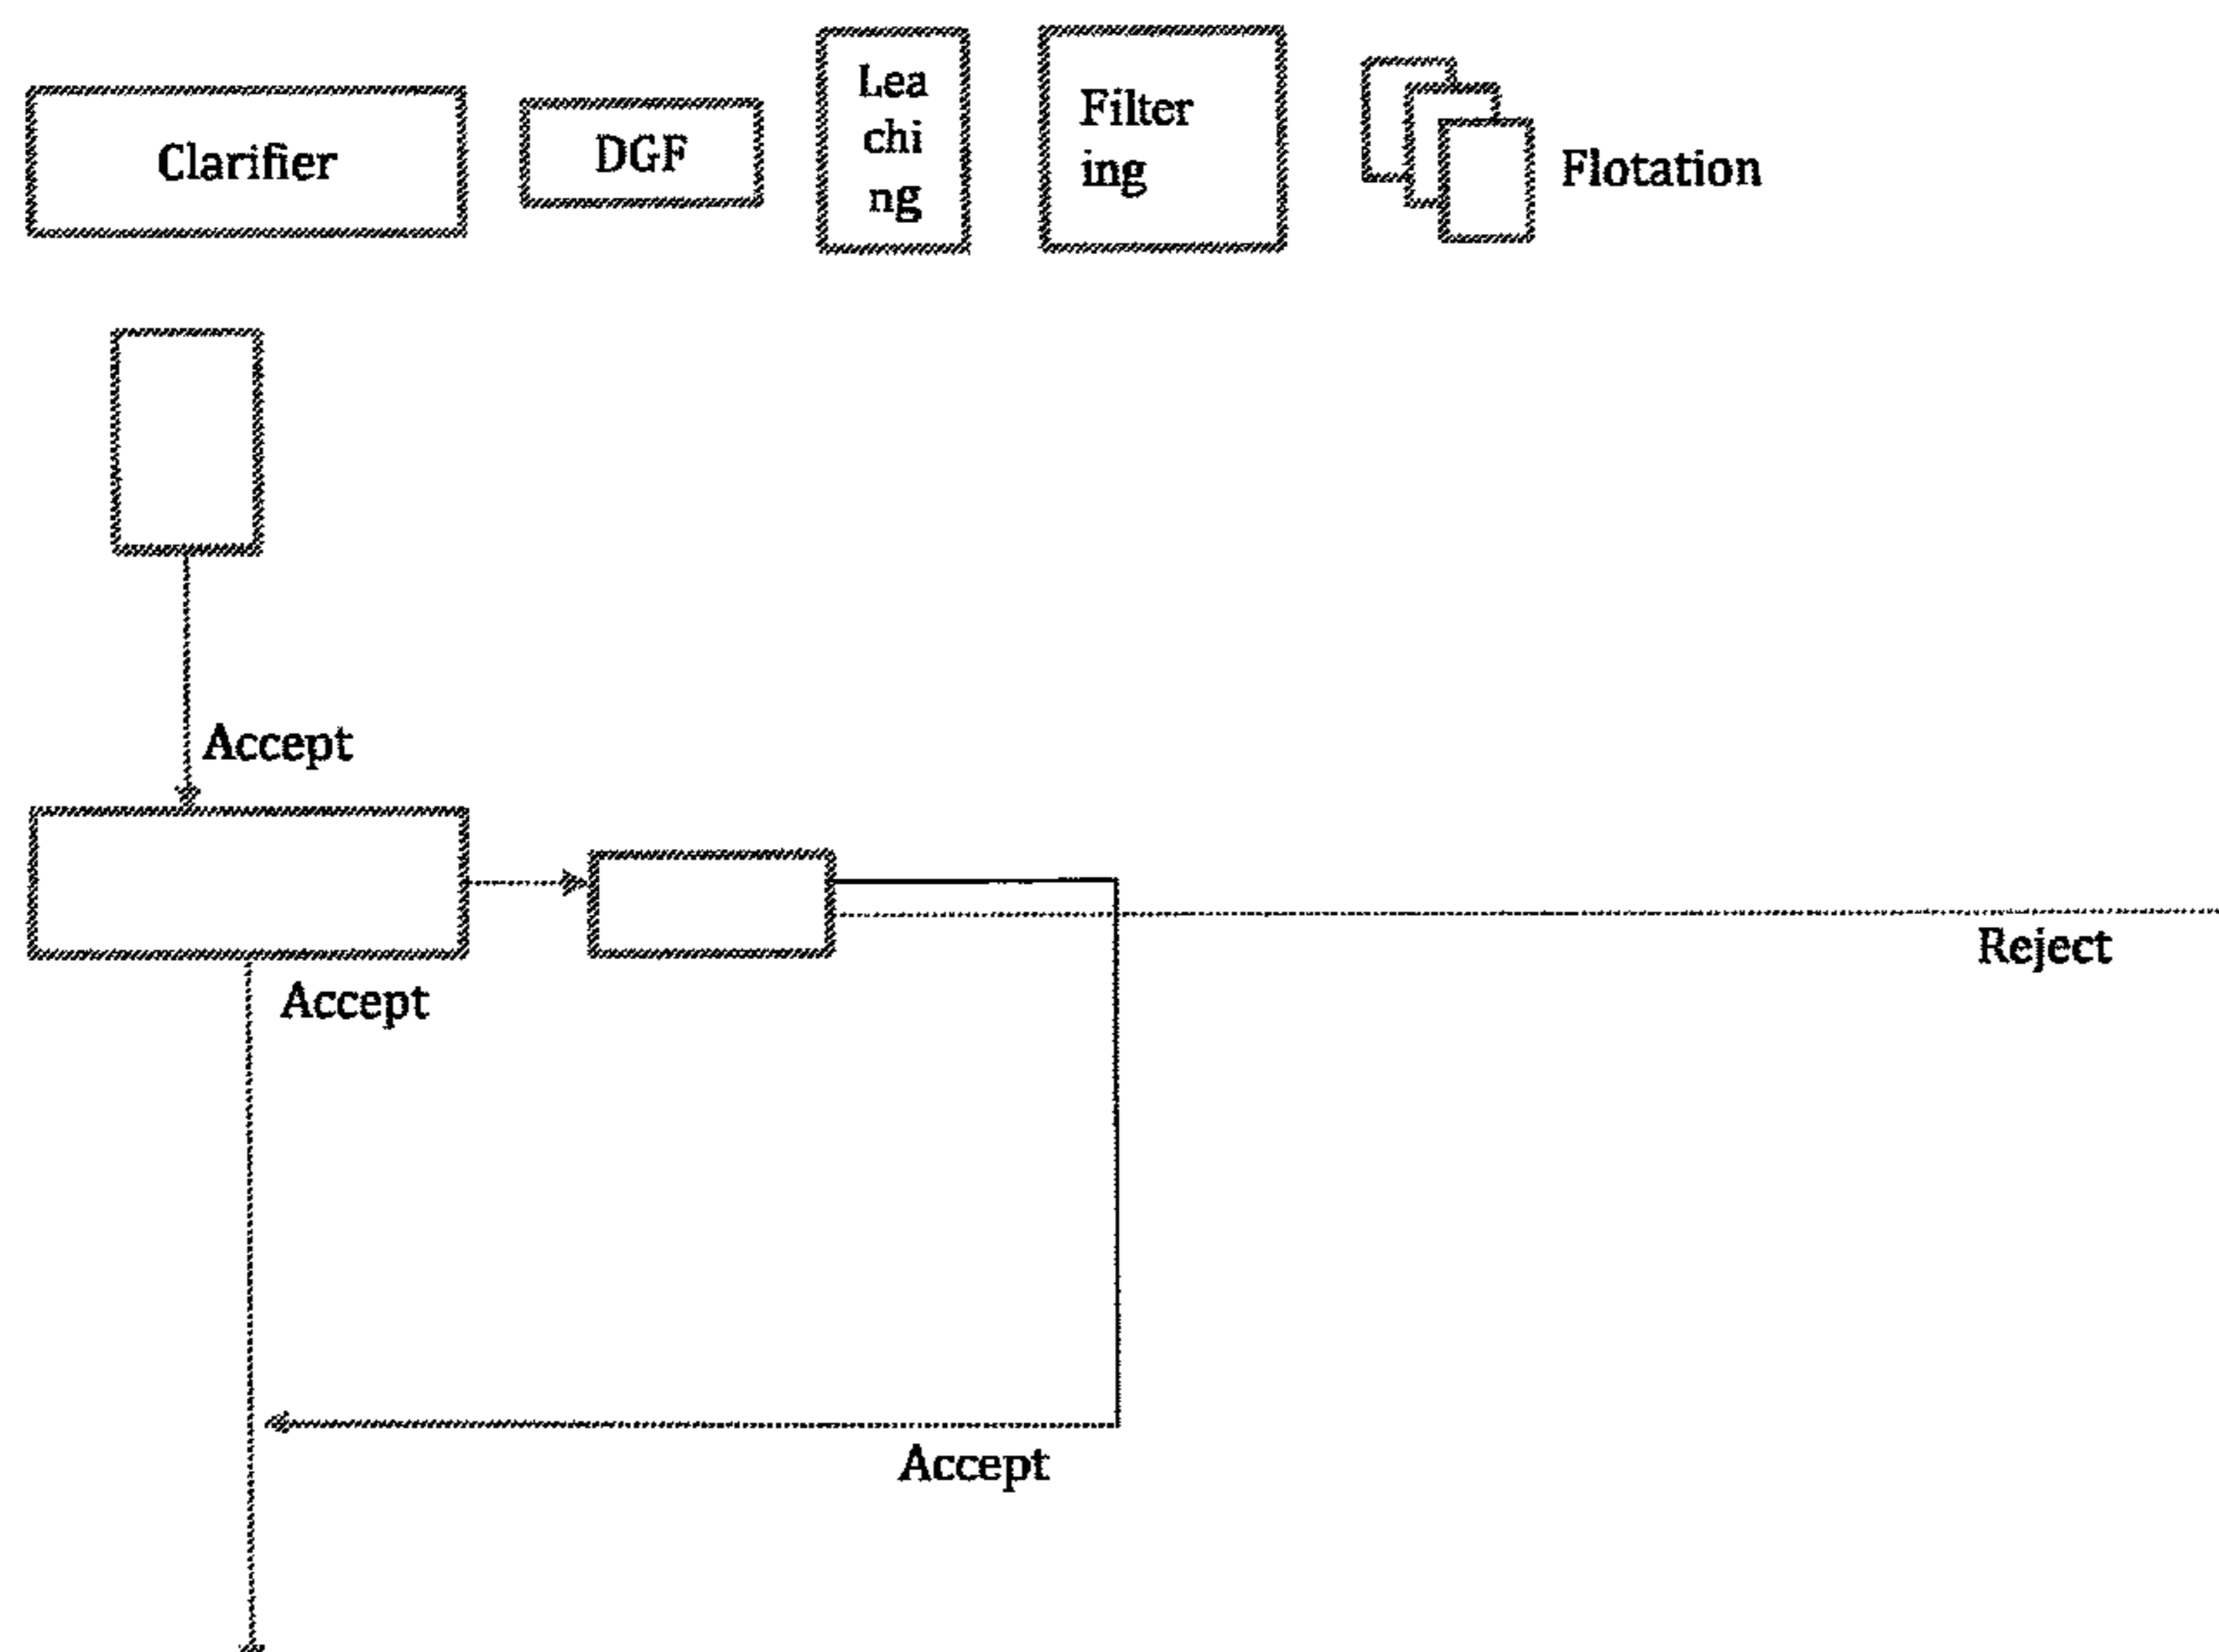 Clarifier
DGF
Lea
chi
ng
Filter
ing
Flotation
Accept
Reject
Accept
Accept